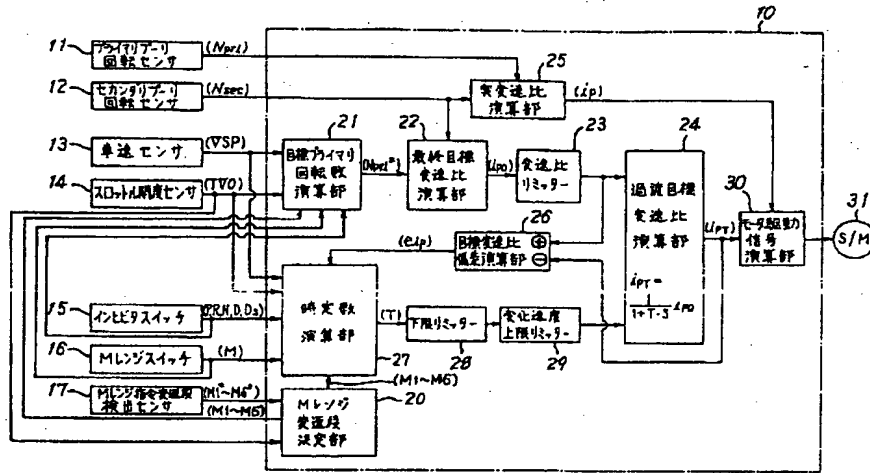 10
11
プライマリプーリ
回転センサ
(Npri)
12
セカンダリプーリ
回転センサ
(Nsec)
13
車速センサ
(VSP)
14
スロットル開度センサ
(TVO)
15
インヒビタスイッチ
(P,R,N,D,Ds)
16
Mレンジスイッチ
(M)
17
Mレンジ指令変速段
検出センサ
(M1*~M6*)
(M1~M6)
21
目標プライマリ
回転数
演算部
(Npri*)
22
最終目標
変速比
演算部
(ipo)
23
変速比
リミッター
24
過渡目標
変速比
演算部
(ipT)
ipT=
1
1+T・S
ipo
25
実変速比
演算部
(ip)
26
目標変速比
偏差演算部
⊕
⊖
(eip)
時定数
演算部
27
(T)
下限リミッター
28
変化速度
上限リミッター
29
(M1~M6)
20
Mレンジ
変速段
決定部
30
モータ駆動
信号
演算部
31
S/M